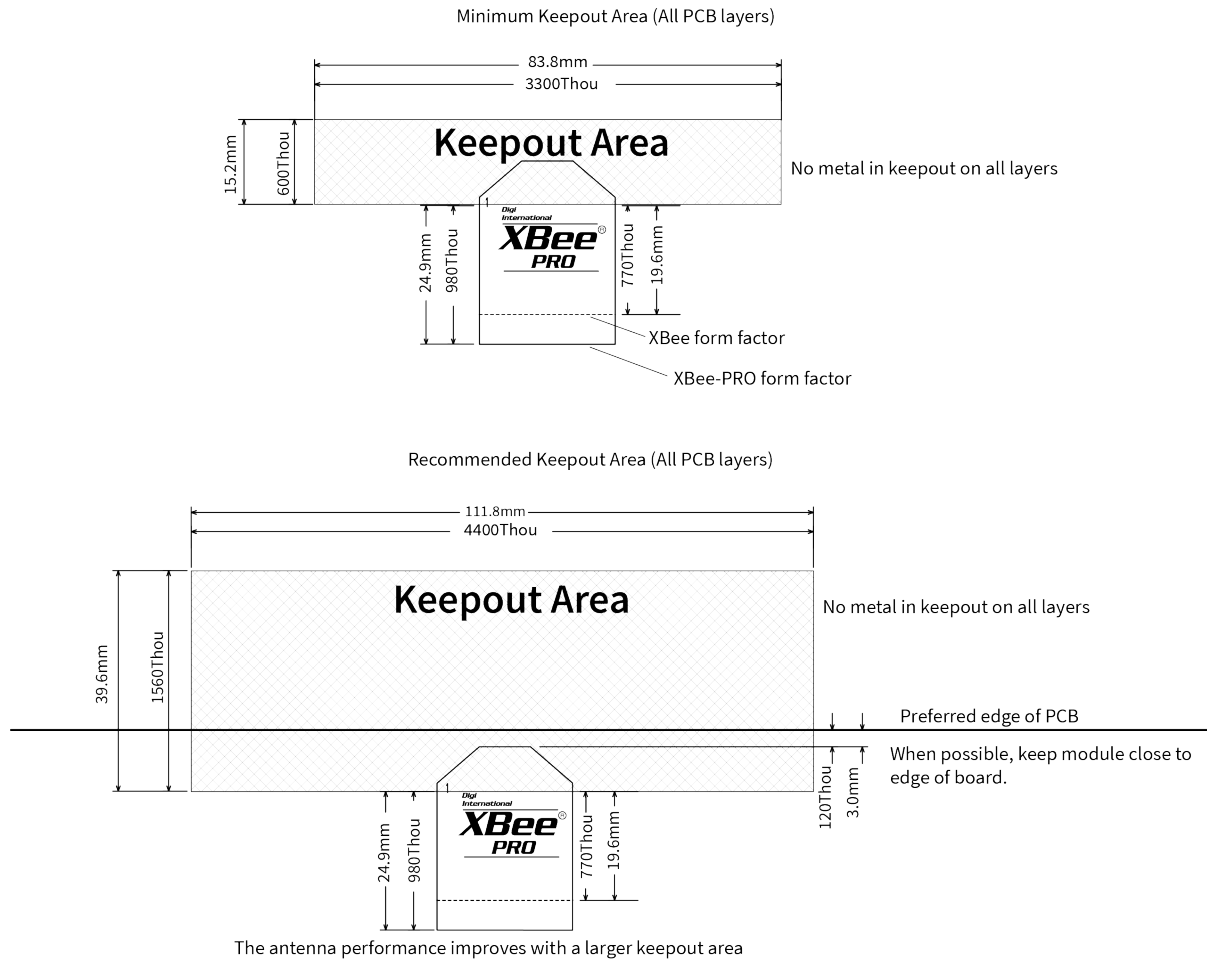 Minimum Keepout Area (All PCB layers)
83.8mm
3300Thou
Keepout Area
15.2mm
600Thou
No metal in keepout on all layers
1
Digi
International
XBee®
PRO
24.9mm
980Thou
770Thou
19.6mm
XBee form factor
XBee-PRO form factor
Recommended Keepout Area (All PCB layers)
111.8mm
4400Thou
Keepout Area
No metal in keepout on all layers
39.6mm
1560Thou
Preferred edge of PCB
When possible, keep module close to
edge of board.
120Thou
3.0mm
1
Digi
International
XBee®
PRO
24.9mm
980Thou
770Thou
19.6mm
The antenna performance improves with a larger keepout area